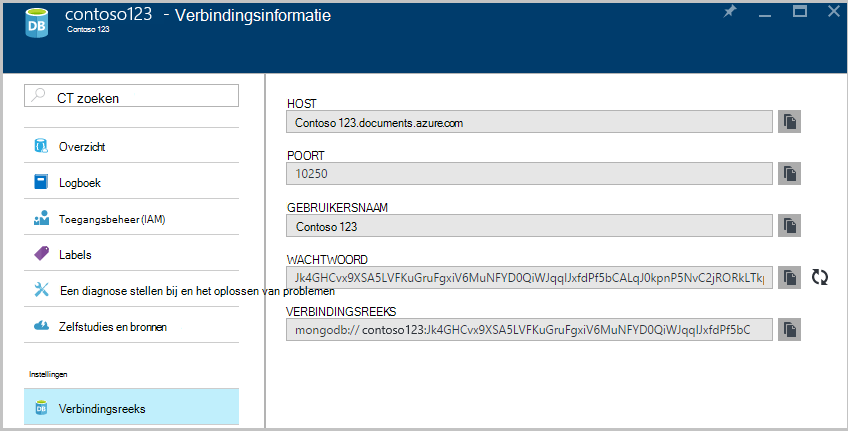 contoso123 - Verbindingsinformatie
Contoso 123
CT zoeken
Overzicht
Logboek
Toegangsbeheer (IAM)
Labels
Een diagnose stellen bij en het oplossen van problemen
Zelfstudies en bronnen
Instellingen
Verbindingsreeks
HOST
Contoso 123.documents.azure.com
POORT
10250
GEBRUIKERSNAAM
Contoso 123
WACHTWOORD
Jk4GHCvx9XSA5LVFKuGruFgxiV6MuNFYD0QiWJqqIJxfdPf5bCALqJ0kpnP5NvC2jRORkLTkp
VERBINDINGSREEKS
mongodb:// contoso123:Jk4GHCvx9XSA5LVFKuGruFgxiV6MuNFYD0QiWJqqIJxfdPf5bC